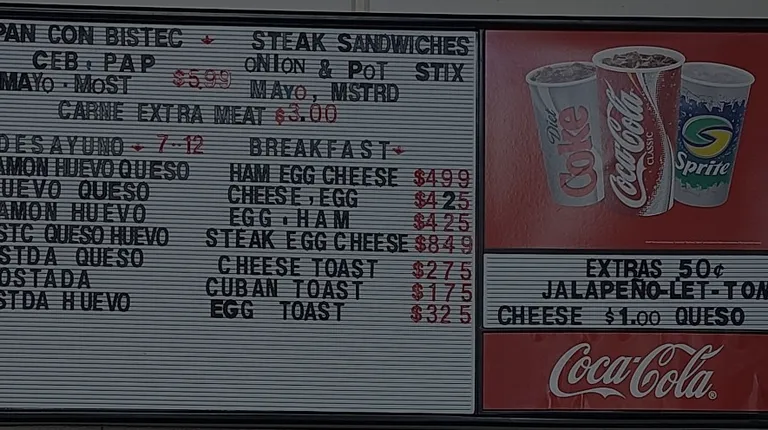 PAN CON BISTEC STEAK SANDWICHES
CEB. PAP ONION & POT STIX
MAYO. MOST $5.99 MAYO, MSTRD
CARNE EXTRA MEAT $3.00
DESAYUNO 7-12 BREAKFAST
AMON HUEVO QUESO HAM EGG CHEESE $499
UEVO QUESO CHEESE, EGG $425
AMON HUEVO EGG. HAM $425
STC QUESO HUEVO STEAK EGG CHEESE $849
STDA QUESO CHEESE TOAST $275
OSTADA CUBAN TOAST $175
STDA HUEVO EGG TOAST $325
Diet Coke
Coca-Cola
CLASSIC
Sprite
EXTRAS 50¢
JALAPEÑO-LET-TOM
CHEESE $1.00 QUESO
Coca-Cola®